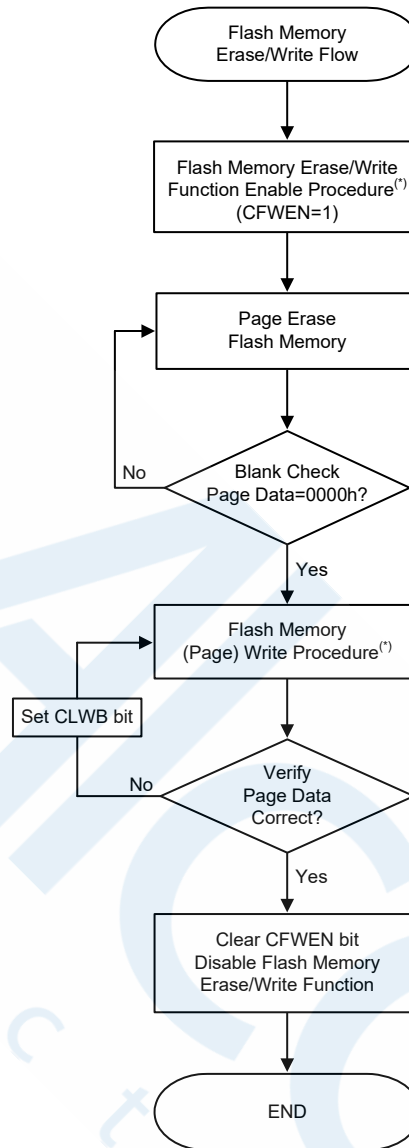 Flash Memory
Erase/Write Flow
Flash Memory Erase/Write
Function Enable Procedure(*)
(CFWEN=1)
Page Erase
Flash Memory
No
Blank Check
Page Data=0000h?
Yes
Flash Memory
(Page) Write Procedure(*)
Set CLWB bit
No
Verify
Page Data
Correct?
Yes
Clear CFWEN bit
Disable Flash Memory
Erase/Write Function
END